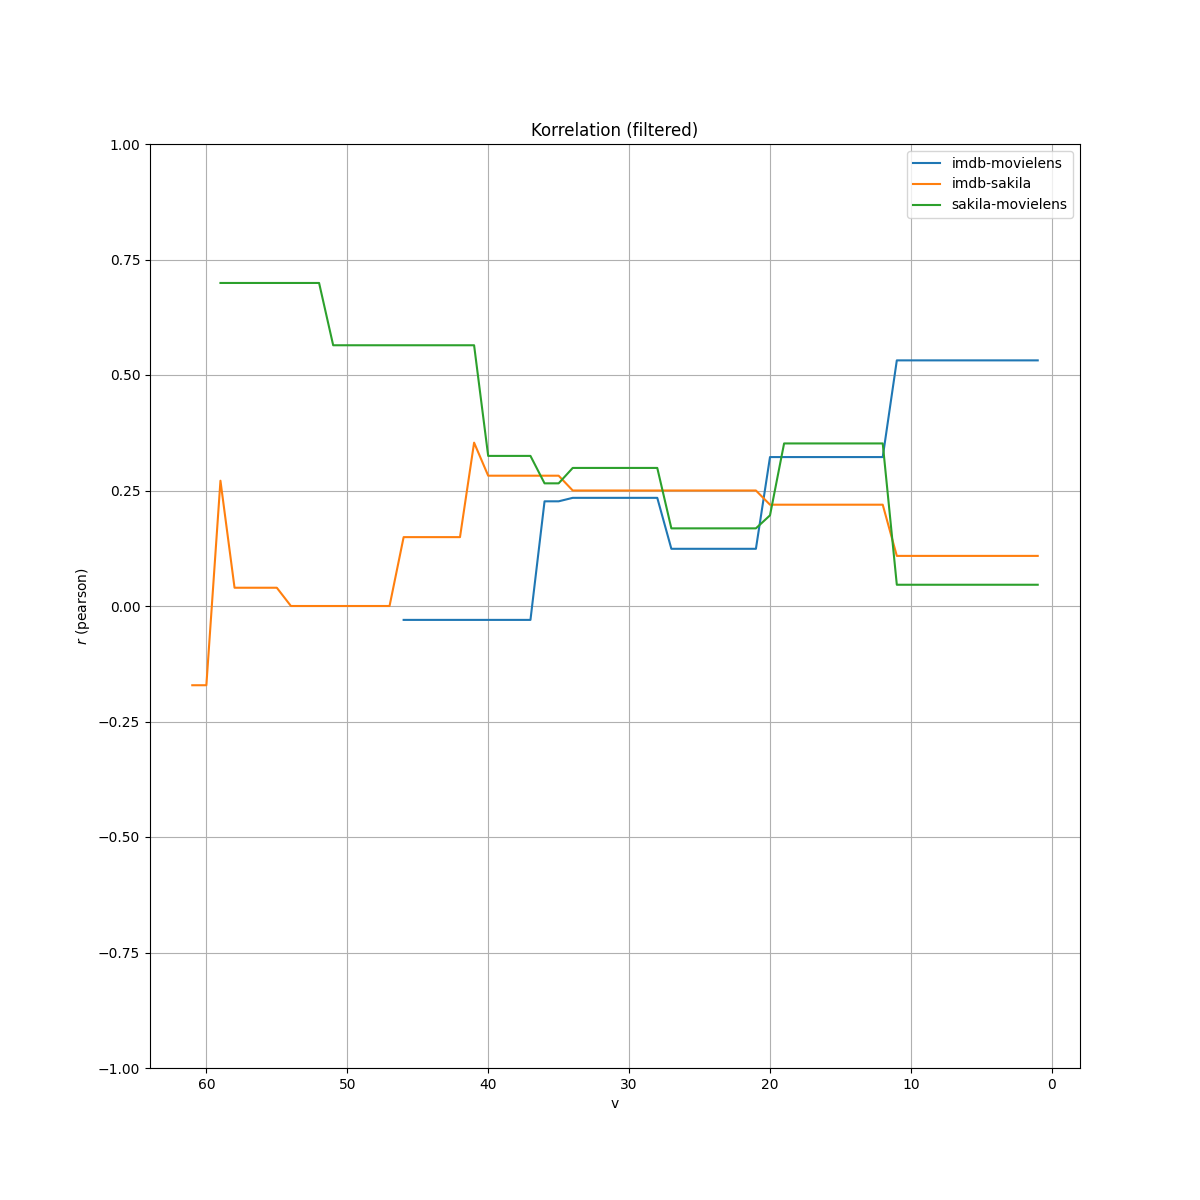 Korrelation (filtered)
imdb-movielens
imdb-sakila
sakila-movielens
1.00
0.75
0.50
0.25
0.00
−0.25
−0.50
−0.75
−1.00
r (pearson)
60 50 40 30 20 10 0
v